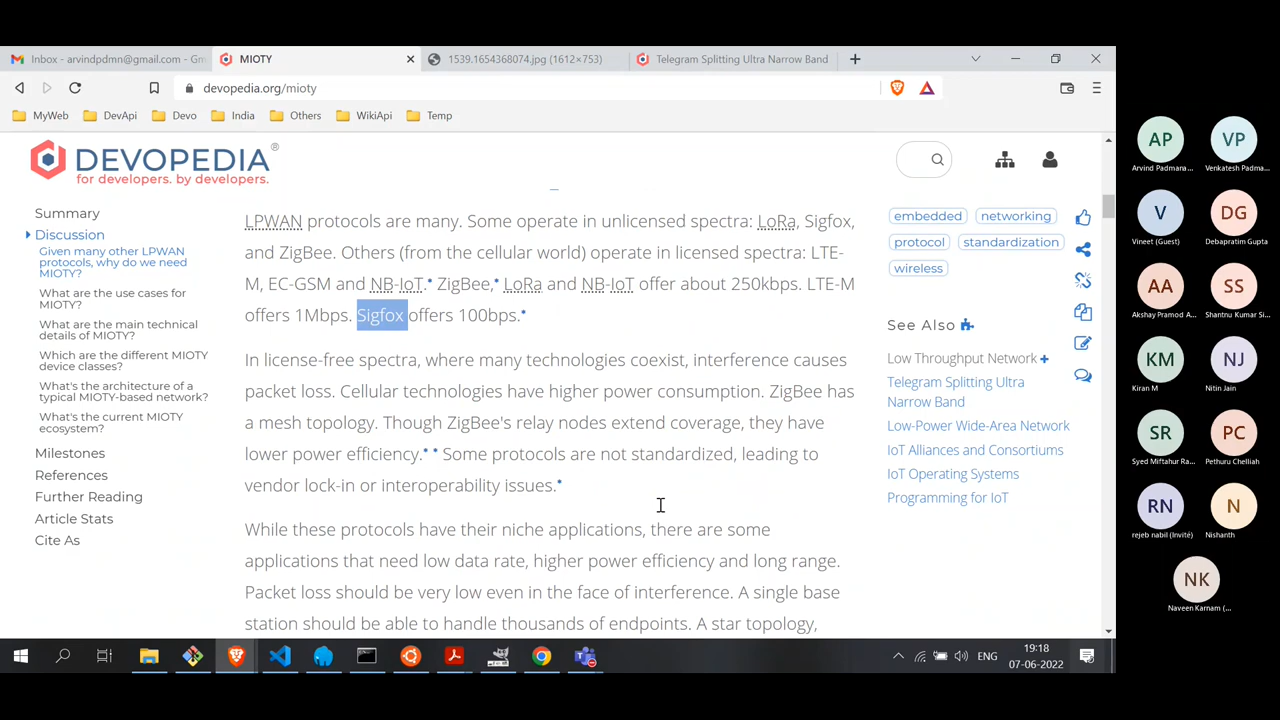 Inbox - arvindpdmn@gmail.com - Gm
MIOTY
1539.1654368074.jpg (1612×753)
Telegram Splitting Ultra Narrow Band
devopedia.org/mioty
MyWeb
DevApi
Devo
India
Others
WikiApi
Temp
DEVOPEDIA®
for developers. by developers.
Summary
Discussion
Given many other LPWAN
protocols, why do we need
MIOTY?
What are the use cases for
MIOTY?
What are the main technical
details of MIOTY?
Which are the different MIOTY
device classes?
What's the architecture of a
typical MIOTY-based network?
What's the current MIOTY
ecosystem?
Milestones
References
Further Reading
Article Stats
Cite As
LPWAN protocols are many. Some operate in unlicensed spectra: LoRa, Sigfox,
and ZigBee. Others (from the cellular world) operate in licensed spectra: LTE-
M, EC-GSM and NB-IoT. ZigBee, LoRa and NB-IoT offer about 250kbps. LTE-M
offers 1Mbps. Sigfox offers 100bps.
In license-free spectra, where many technologies coexist, interference causes
packet loss. Cellular technologies have higher power consumption. ZigBee has
a mesh topology. Though ZigBee's relay nodes extend coverage, they have
lower power efficiency. Some protocols are not standardized, leading to
vendor lock-in or interoperability issues.
While these protocols have their niche applications, there are some
applications that need low data rate, higher power efficiency and long range.
Packet loss should be very low even in the face of interference. A single base
station should be able to handle thousands of endpoints. A star topology,
embedded
networking
protocol
standardization
wireless
See Also
Low Throughput Network
Telegram Splitting Ultra
Narrow Band
Low-Power Wide-Area Network
IoT Alliances and Consortiums
IoT Operating Systems
Programming for IoT
ENG
19:18
07-06-2022
AP
Arvind Padmana...
VP
Venkatesh Padma...
V
Vineet (Guest)
DG
Debapratim Gupta
AA
Akshay Pramod A...
SS
Shantnu Kumar Si...
KM
Kiran M
NJ
Nitin Jain
SR
Syed Miftahur Ra...
PC
Pethuru Chelliah
RN
rejeb nabil (Invité)
N
Nishanth
NK
Naveen Karnam (...